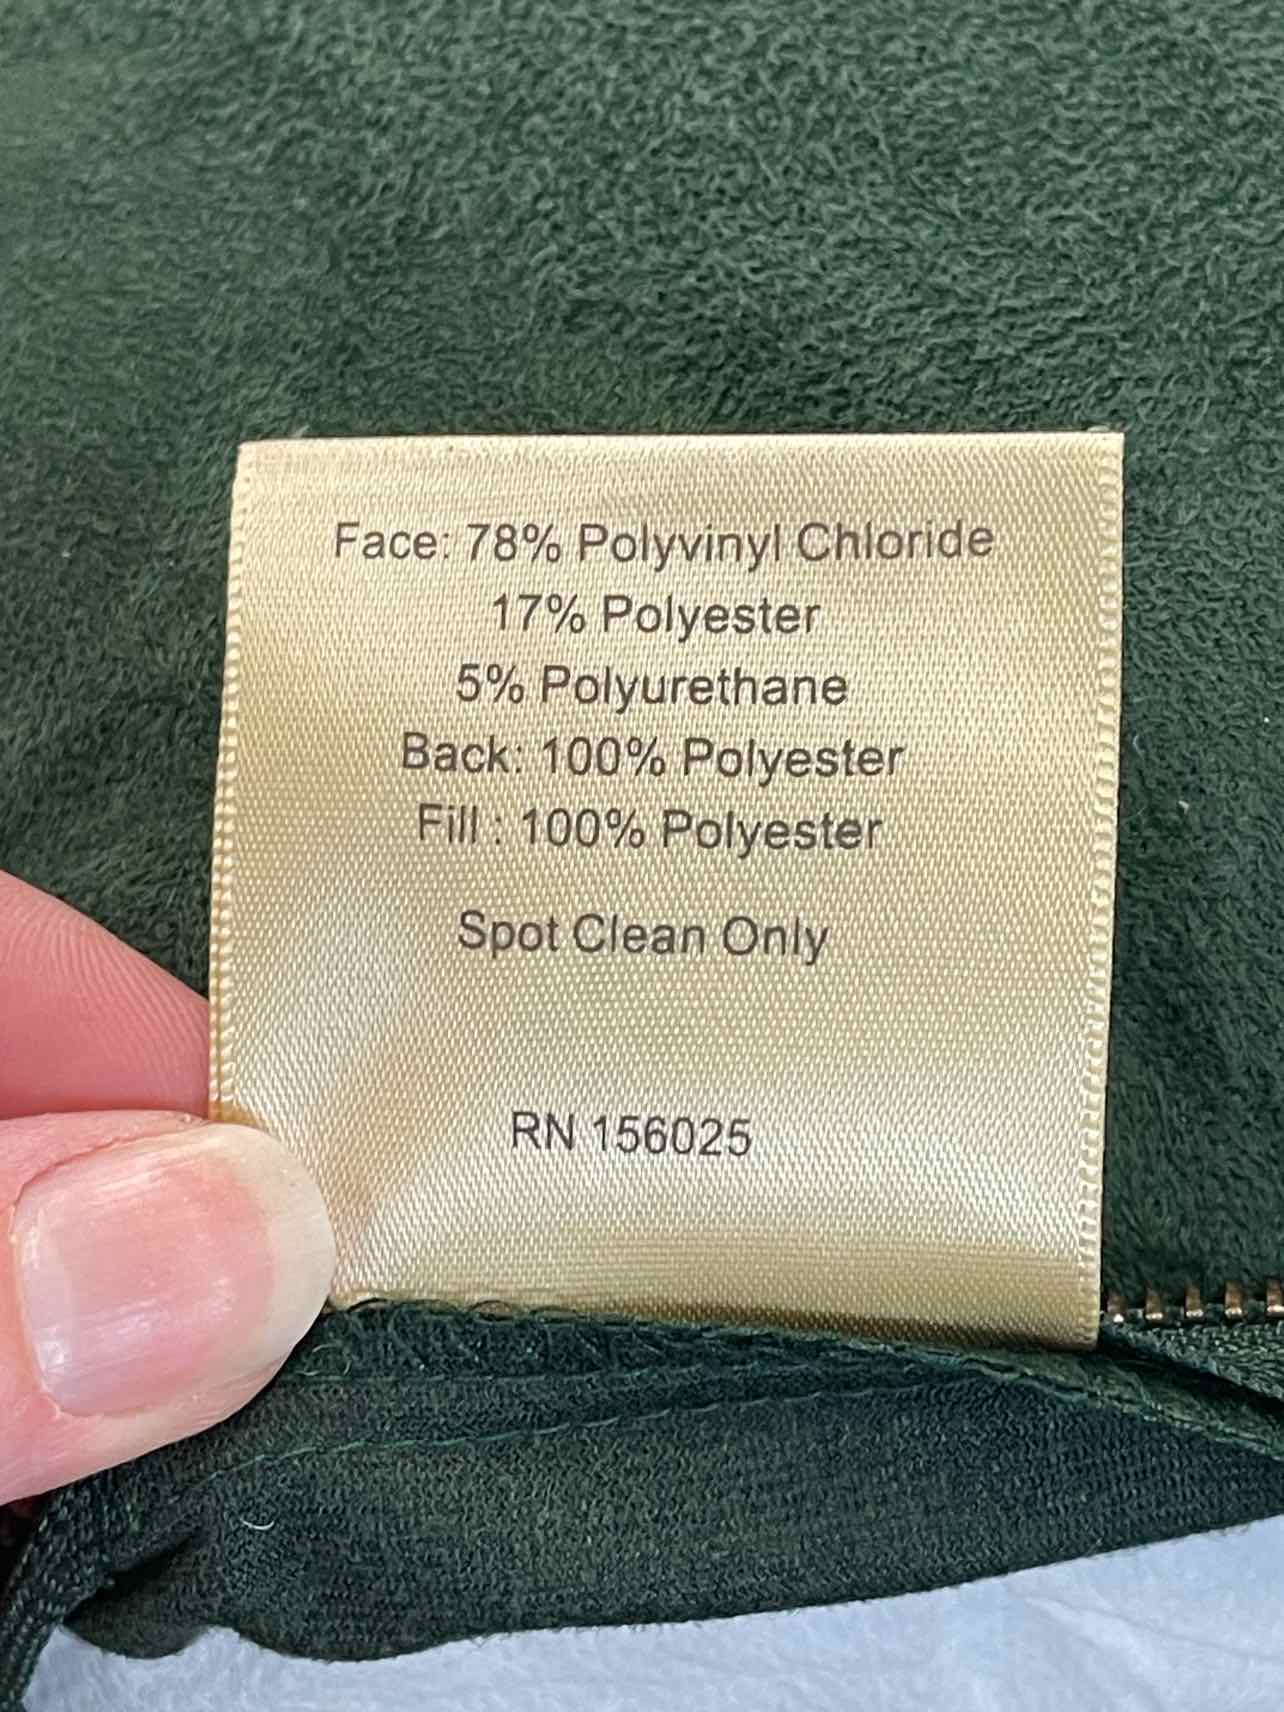 Face: 78% Polyvinyl Chloride
17% Polyester
5% Polyurethane
Back: 100% Polyester
Fill : 100% Polyester
Spot Clean Only
RN 156025